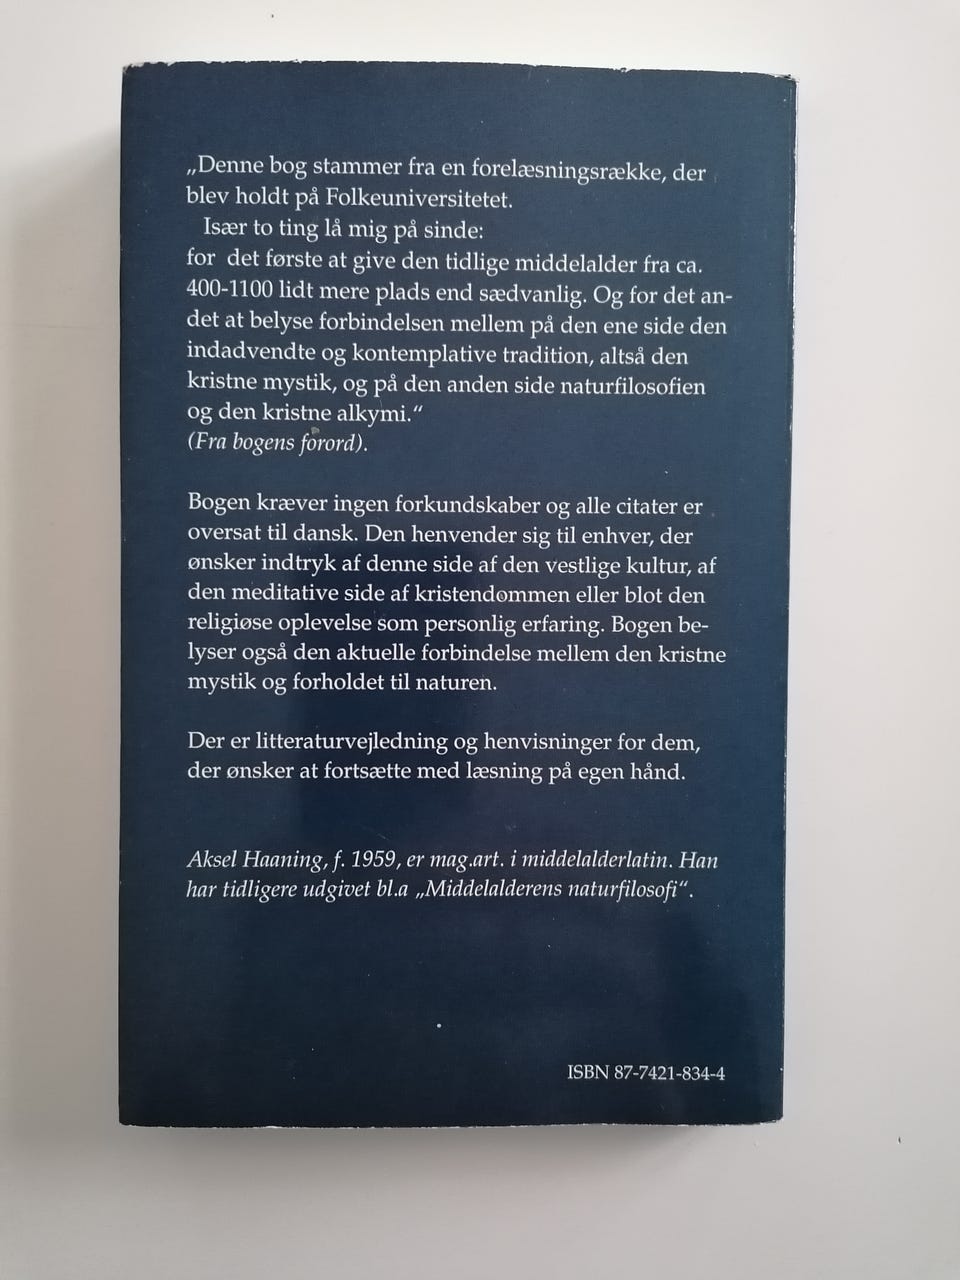 „Denne bog stammer fra en forelæsningsrække, der
blev holdt på Folkeuniversitetet.
Især to ting lå mig på sinde:
for det første at give den tidlige middelalder fra ca.
400-1100 lidt mere plads end sædvanlig. Og for det an-
det at belyse forbindelsen mellem på den ene side den
indadvendte og kontemplative tradition, altså den
kristne mystik, og på den anden side naturfilosofien
og den kristne alkymi.“
(Fra bogens forord).
Bogen kræver ingen forkundskaber og alle citater er
oversat til dansk. Den henvender sig til enhver, der
ønsker indtryk af denne side af den vestlige kultur, af
den meditative side af kristendommen eller blot den
religiøse oplevelse som personlig erfaring. Bogen be-
lyser også den aktuelle forbindelse mellem den kristne
mystik og forholdet til naturen.
Der er litteraturvejledning og henvisninger for dem,
der ønsker at fortsætte med læsning på egen hånd.
Aksel Haaning, f. 1959, er mag.art. i middelalderlatin. Han
har tidligere udgivet bl.a „Middelalderens naturfilosofi“.
ISBN 87-7421-834-4